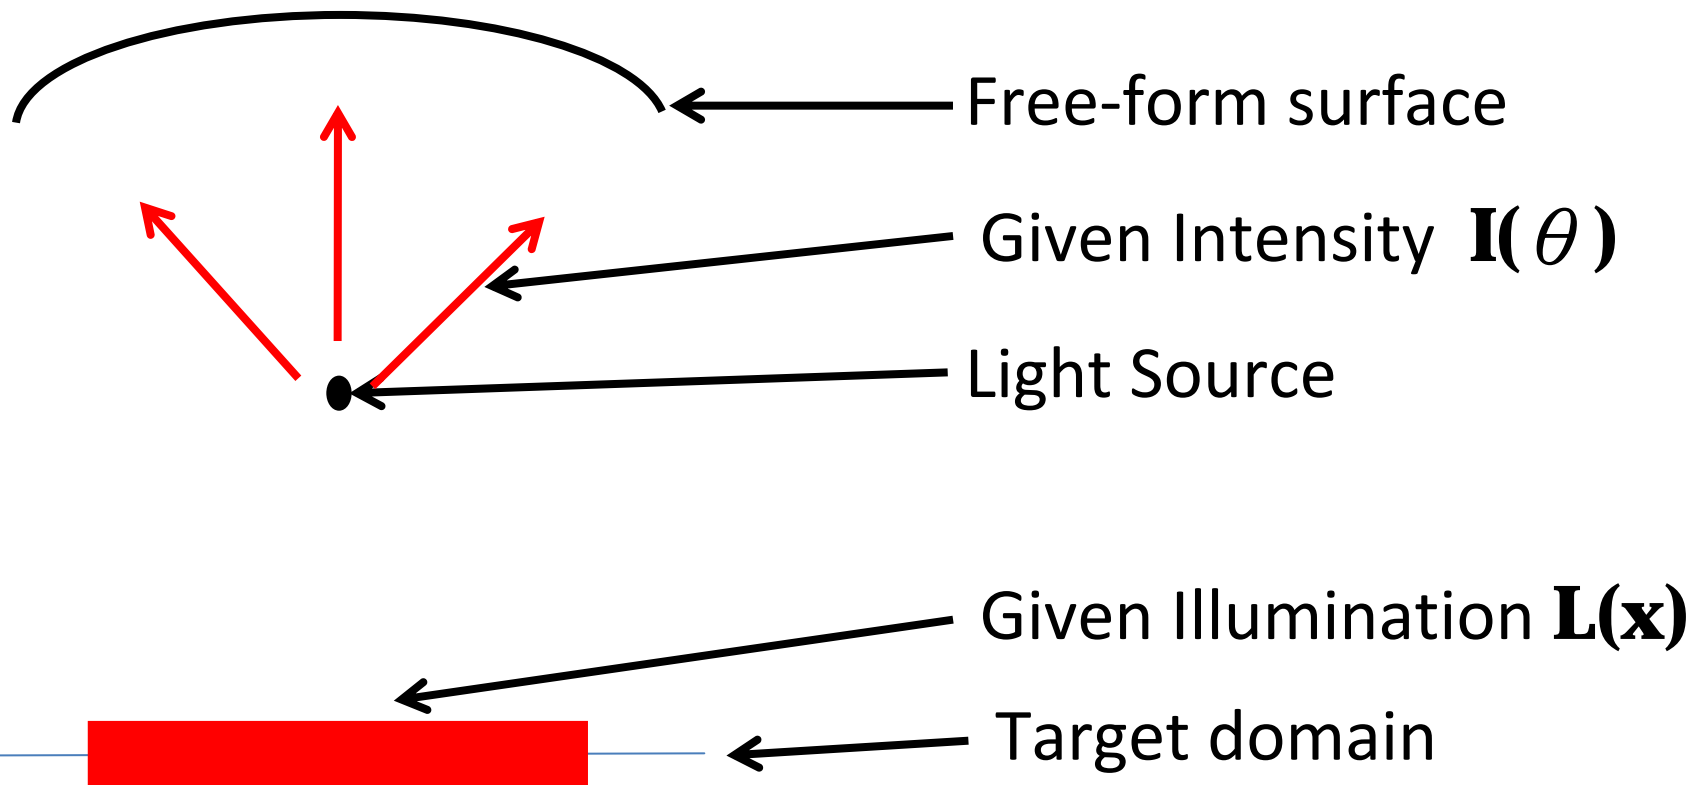 Free-form surface
Given Intensity I(θ)
Light Source
Given Illumination L(x)
Target domain